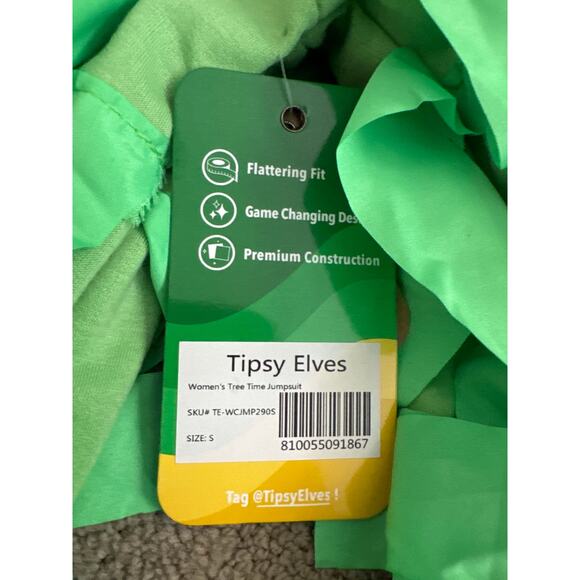 Flattering Fit
Game Changing
Premium Construction
Tipsy Elves
Women's Tree Time Jumpsuit
SKU# TE-WCJMP290S
SIZE: S
810055091867
Tag @TipsyElves !